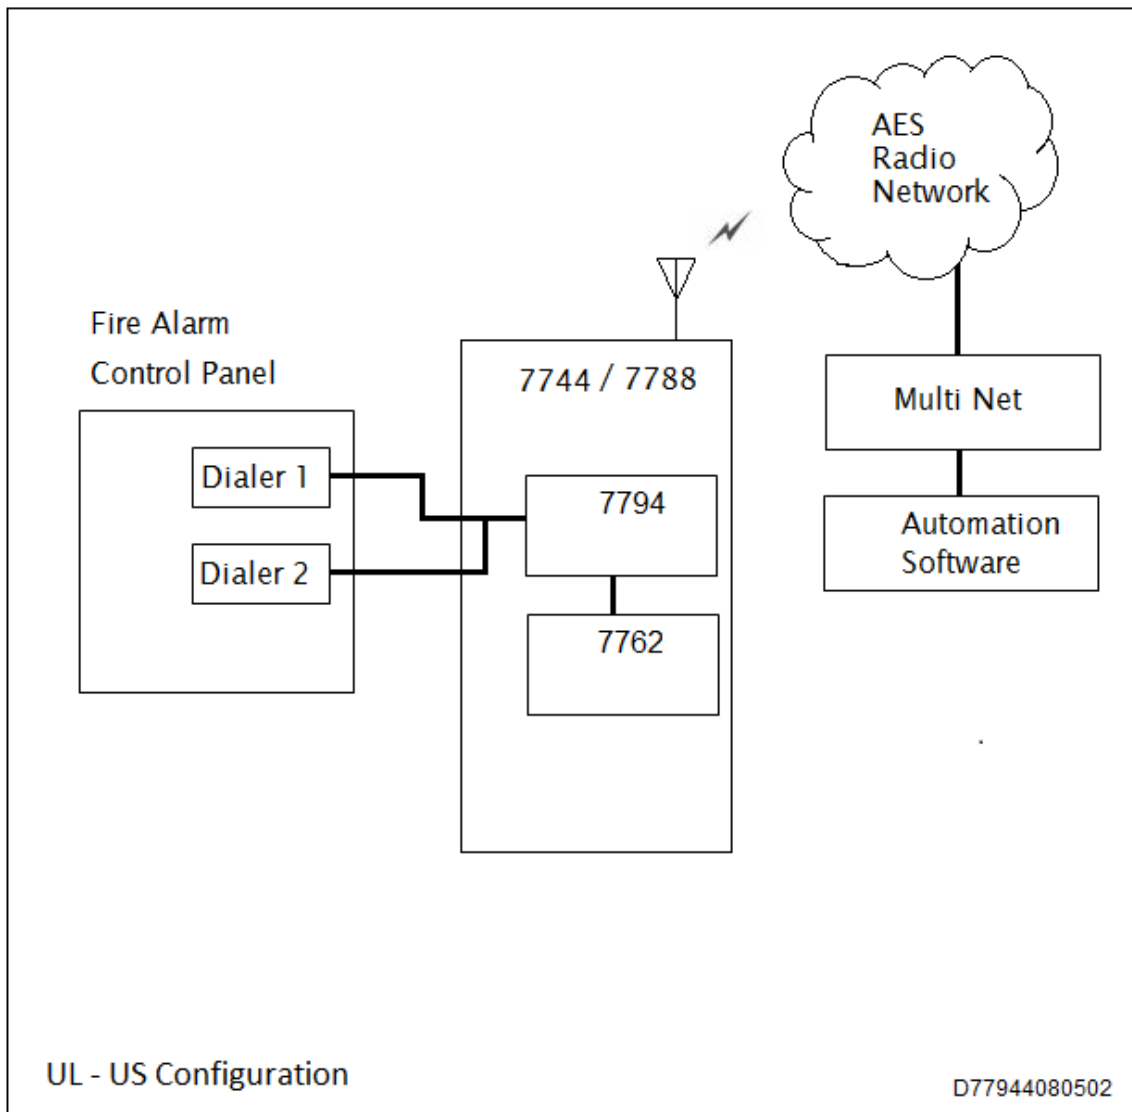 AES
Radio
Network
Fire Alarm
Control Panel
7744 / 7788
Multi Net
Dialer 1
7794
Automation
Software
Dialer 2
7762
UL - US Configuration
D77944080502